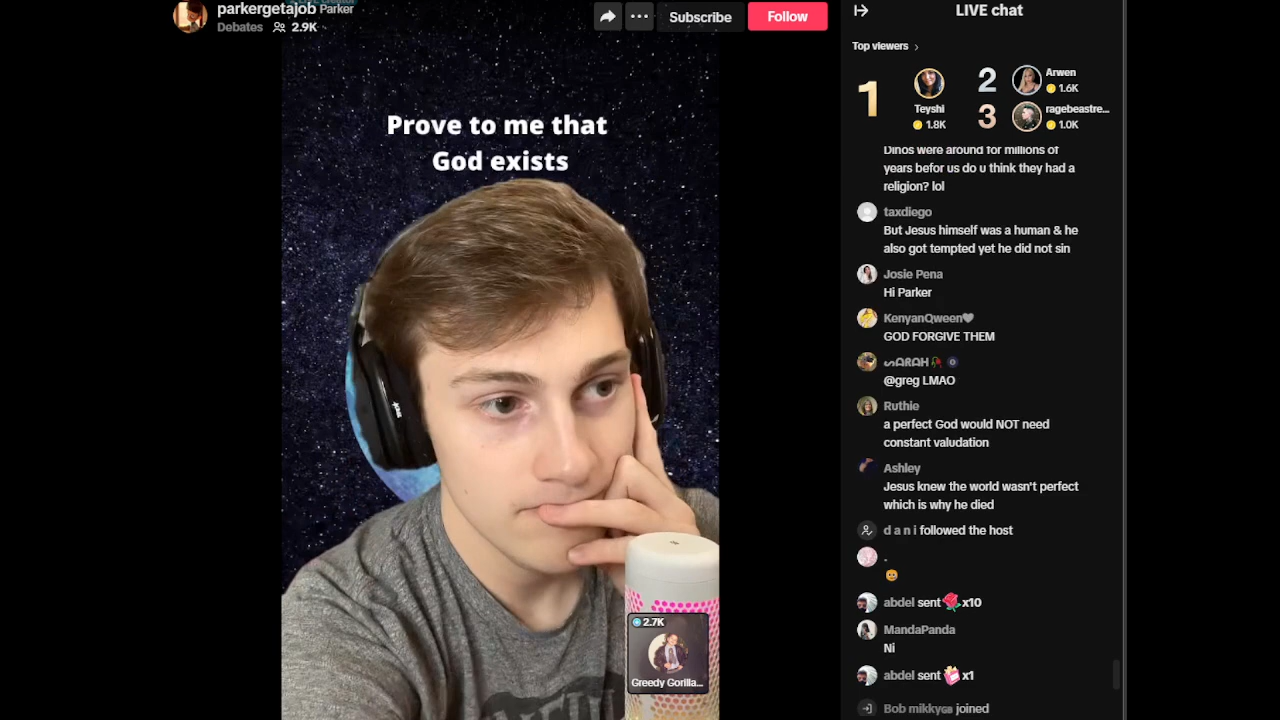 parkergetajob Parker
Debates 2.9K
Subscribe
Follow
Prove to me that
God exists
2.7K
Greedy Gorilla...
LIVE chat
Top viewers >
1
Teyshi
1.8K
2
Arwen
1.6K
3
ragebeastre...
1.0K
Dinos were around for millions of
years befor us do u think they had a
religion? lol
taxdiego
But Jesus himself was a human & he
also got tempted yet he did not sin
Josie Pena
Hi Parker
KenyanQween🖤
GOD FORGIVE THEM
ᔕᗩᖇᗩᕼ🥀
@greg LMAO
Ruthie
a perfect God would NOT need
constant valudation
Ashley
Jesus knew the world wasn't perfect
which is why he died
d a n i followed the host
.
abdel sent x10
MandaPanda
Ni
abdel sent x1
Bob mikky joined